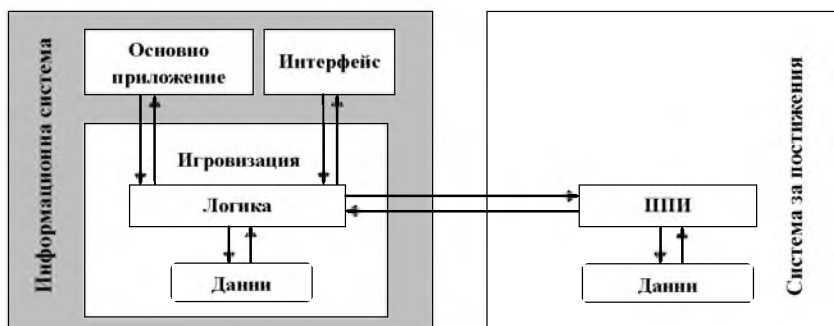 Информационна система
Основно
приложение
Интерфейс
Игровизация
Логика
Данни
ППИ
Данни
Система за постижения